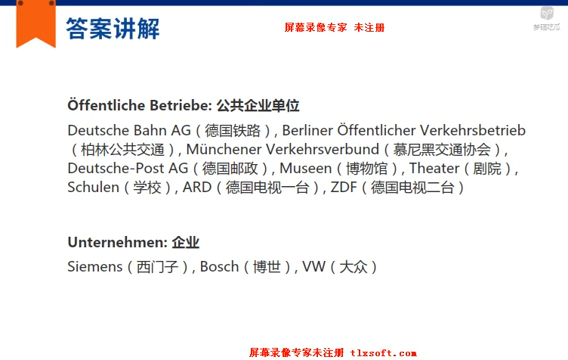 答案讲解
屏幕录像专家 未注册
Öffentliche Betriebe: 公共企业单位
Deutsche Bahn AG（德国铁路）, Berliner Öffentlicher Verkehrsbetrieb
（柏林公共交通）, Münchener Verkehrsverbund（慕尼黑交通协会）,
Deutsche-Post AG（德国邮政）, Museen（博物馆）, Theater（剧院）,
Schulen（学校）, ARD（德国电视一台）, ZDF（德国电视二台）
Unternehmen: 企业
Siemens（西门子）, Bosch（博世）, VW（大众）
屏幕录像专家未注册 tlxsoft.com